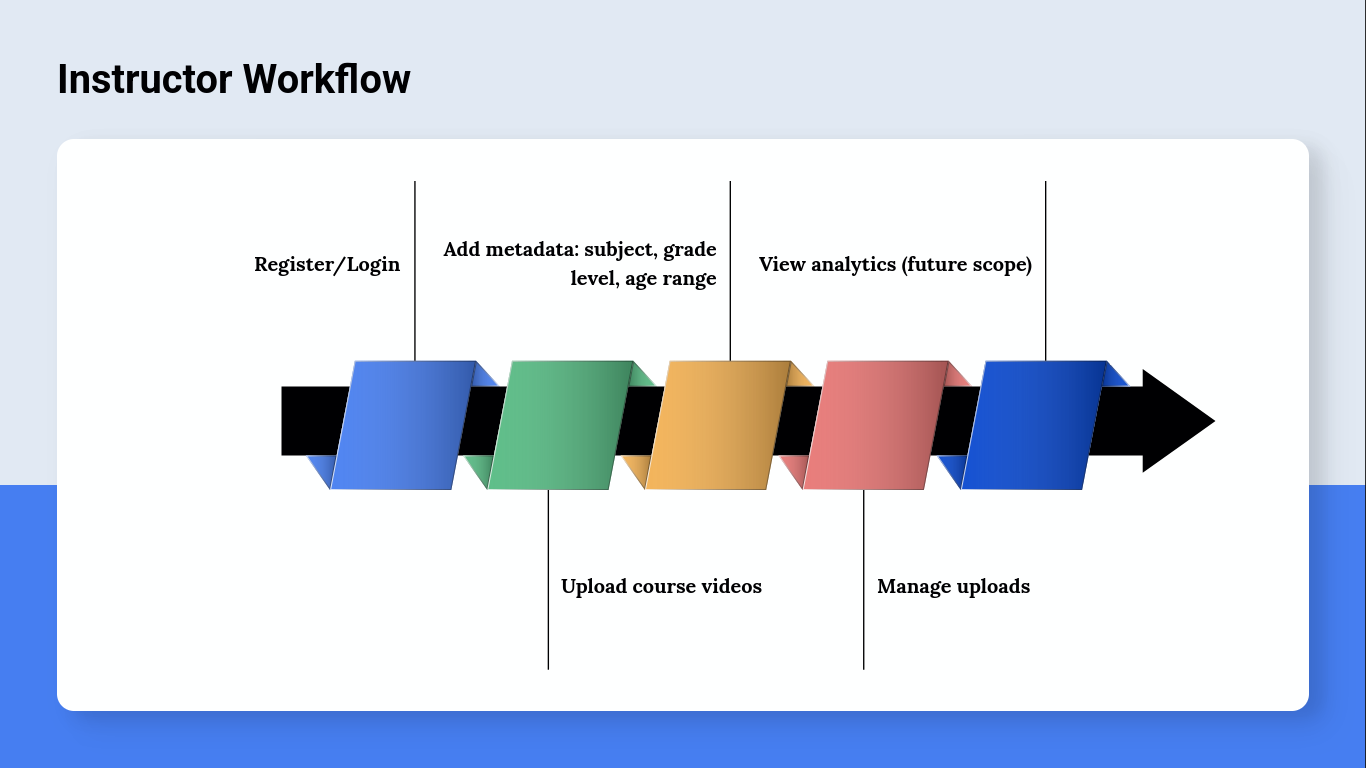 Instructor Workflow
Register/Login
Add metadata: subject, grade
level, age range
View analytics (future scope)
Upload course videos
Manage uploads